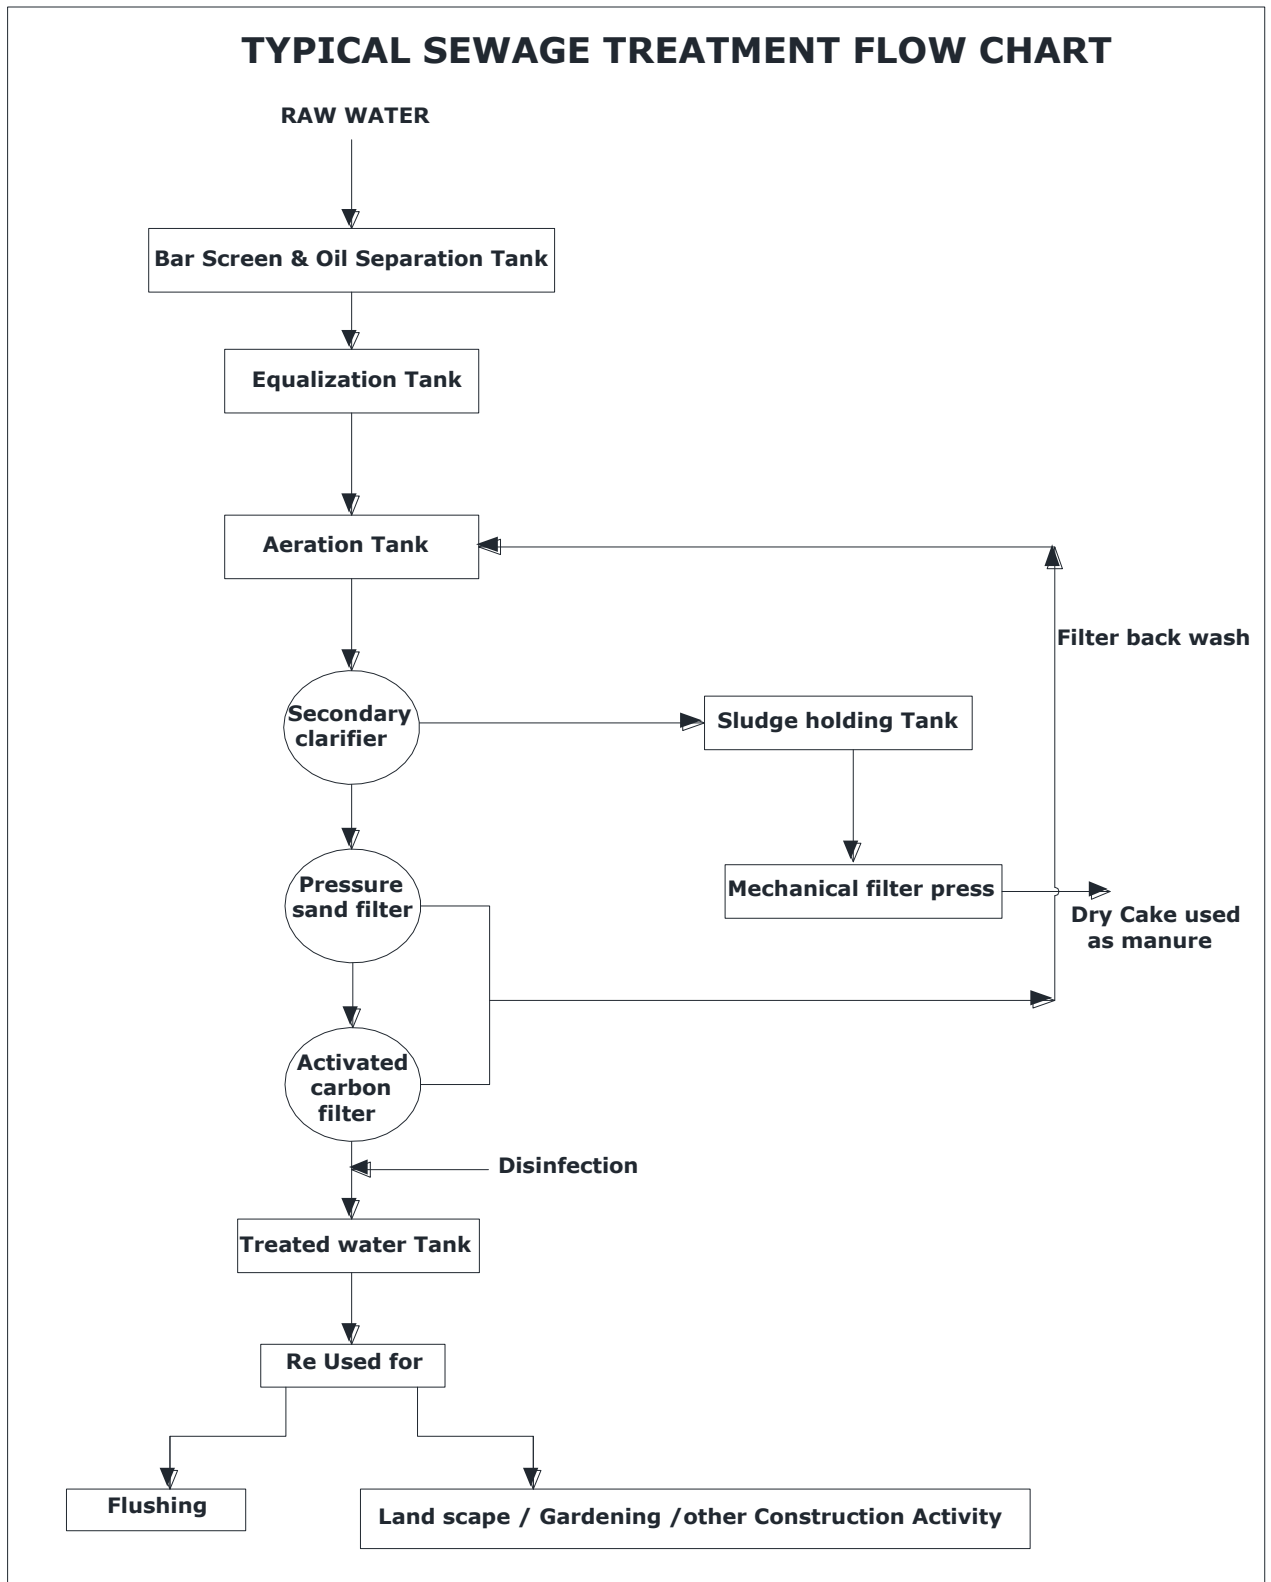 TYPICAL SEWAGE TREATMENT FLOW CHART
RAW WATER
Bar Screen & Oil Separation Tank
Equalization Tank
Aeration Tank
Filter back wash
Secondary
clarifier
Sludge holding Tank
Pressure
sand filter
Mechanical filter press
Dry Cake used
as manure
Activated
carbon
filter
Disinfection
Treated water Tank
Re Used for
Flushing
Land scape / Gardening /other Construction Activity